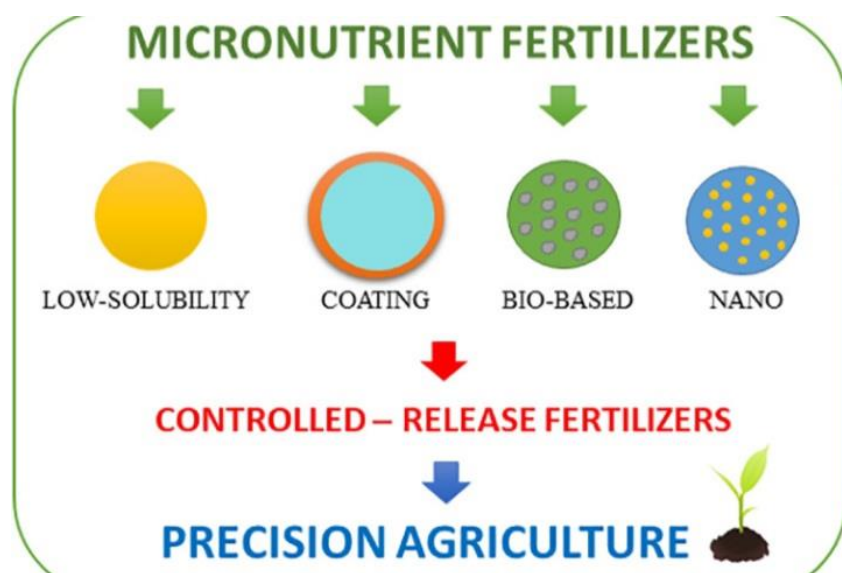 MICRONUTRIENT FERTILIZERS
LOW-SOLUBILITY COATING BIO-BASED NANO
CONTROLLED – RELEASE FERTILIZERS
PRECISION AGRICULTURE